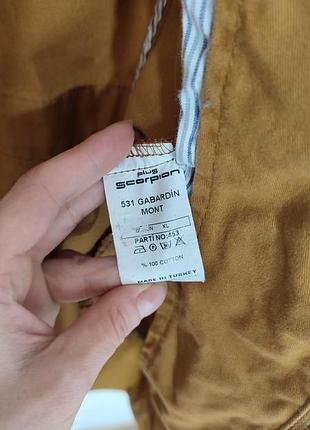 plus
Scorpion
531 GABARDİN
MONT
XL
PARTI NO:453
% 100 COTTON
MADE IN TURKEY